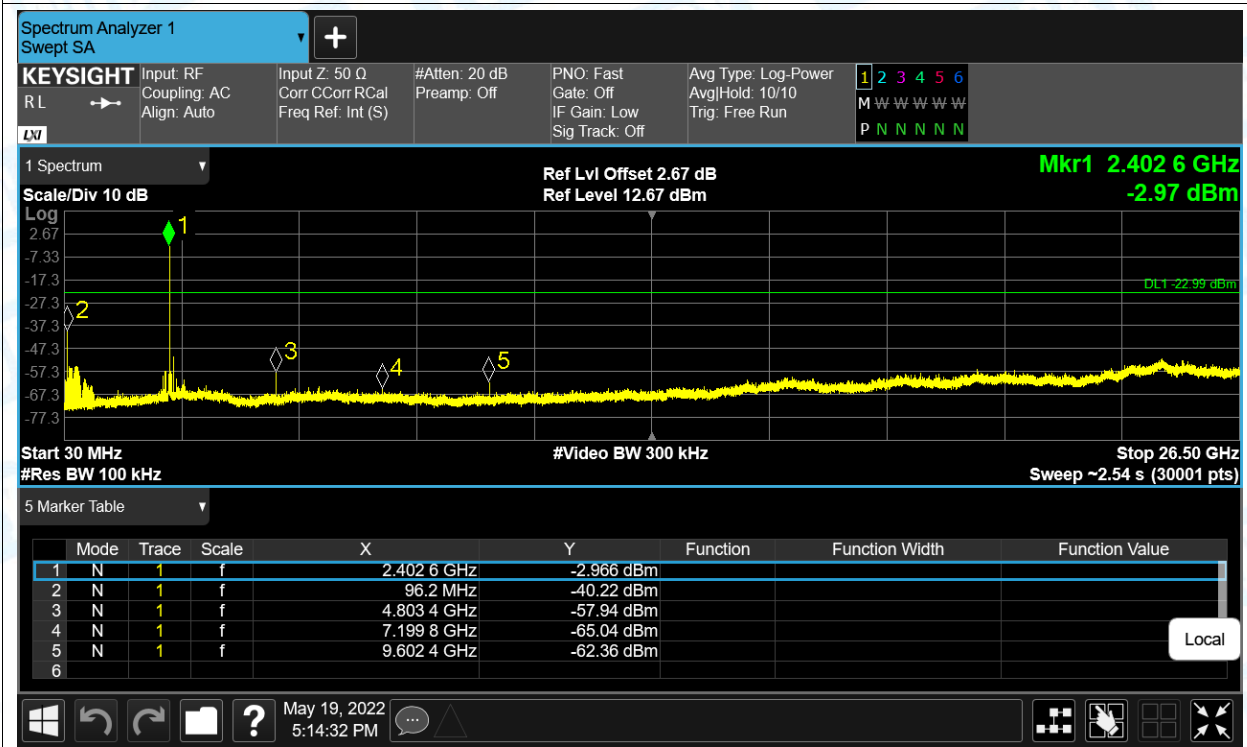 Spectrum Analyzer 1
Swept SA
+
KEYSIGHT
R L
LXI
Input: RF
Coupling: AC
Align: Auto
Input Z: 50 Ω
Corr CCorr RCal
Freq Ref: Int (S)
#Atten: 20 dB
Preamp: Off
PNO: Fast
Gate: Off
IF Gain: Low
Sig Track: Off
Avg Type: Log-Power
Avg|Hold: 10/10
Trig: Free Run
1 2 3 4 5 6
M W W W W W
P N N N N N
1 Spectrum
Scale/Div 10 dB
Ref Lvl Offset 2.67 dB
Ref Level 12.67 dBm
Mkr1 2.402 6 GHz
-2.97 dBm
Log
2.67
-7.33
-17.3
-27.3
-37.3
-47.3
-57.3
-67.3
-77.3
1
2
3
4
5
DL1 -22.99 dBm
Start 30 MHz
#Video BW 300 kHz
Stop 26.50 GHz
#Res BW 100 kHz
Sweep ~2.54 s (30001 pts)
5 Marker Table
Mode Trace Scale X Y Function Function Width Function Value
1 N 1 f 2.402 6 GHz -2.966 dBm
2 N 1 f 96.2 MHz -40.22 dBm
3 N 1 f 4.803 4 GHz -57.94 dBm
4 N 1 f 7.199 8 GHz -65.04 dBm
5 N 1 f 9.602 4 GHz -62.36 dBm
6
Local
?
May 19, 2022
5:14:32 PM